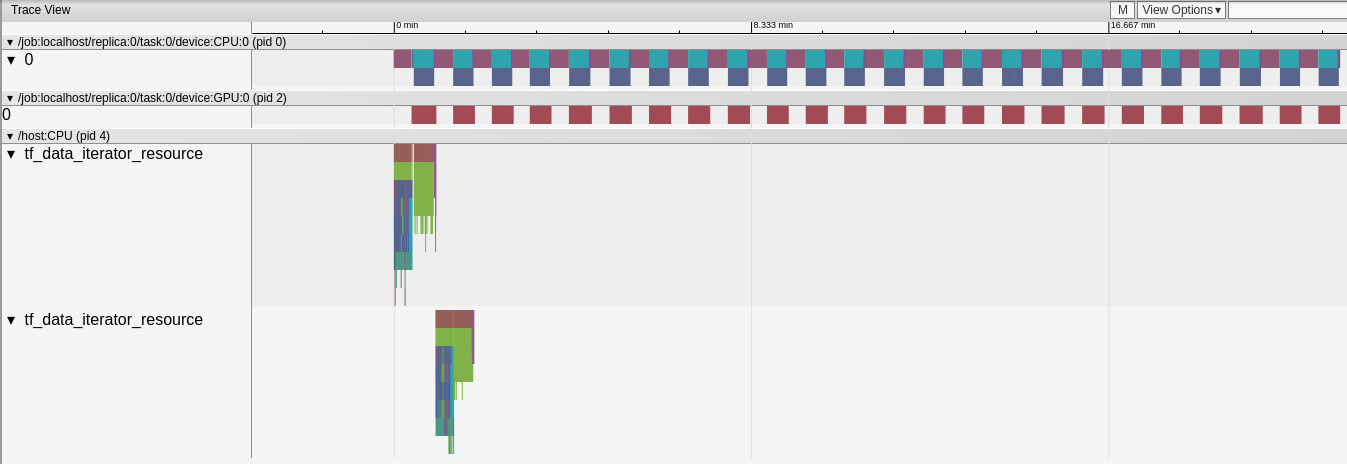 Trace View
M View Options▾
0 min 8.333 min 16.667 min
▾ /job:localhost/replica:0/task:0/device:CPU:0 (pid 0)
▾ 0
▾ /job:localhost/replica:0/task:0/device:GPU:0 (pid 2)
0
▾ /host:CPU (pid 4)
▾ tf_data_iterator_resource
▾ tf_data_iterator_resource